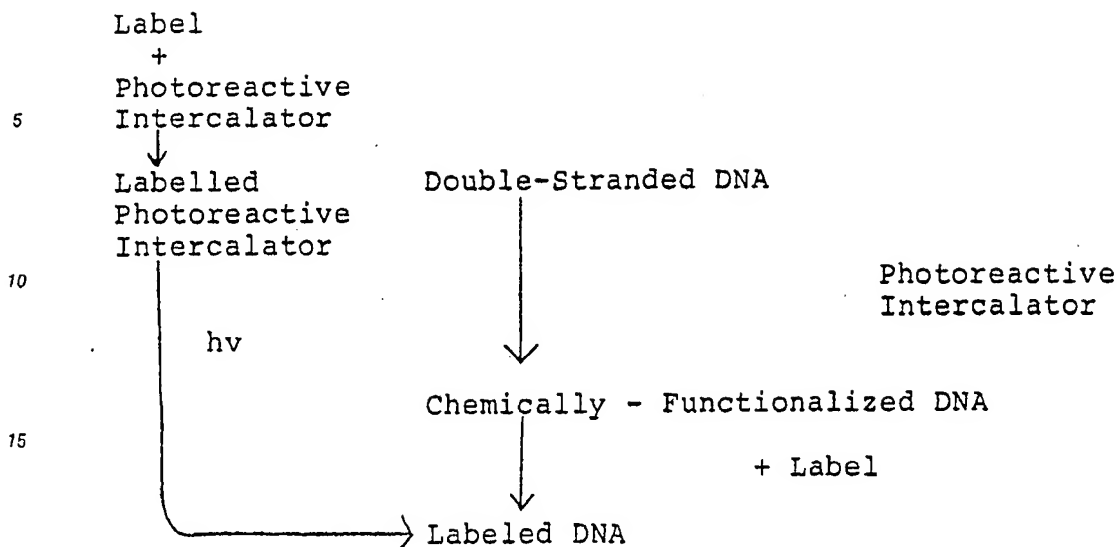 Label
+
Photoreactive
5 Intercalator
Labelled Double-Stranded DNA
Photoreactive
Intercalator
10 Photoreactive
Intercalator
hv
Chemically - Functionalized DNA
15
+ Label
Labeled DNA